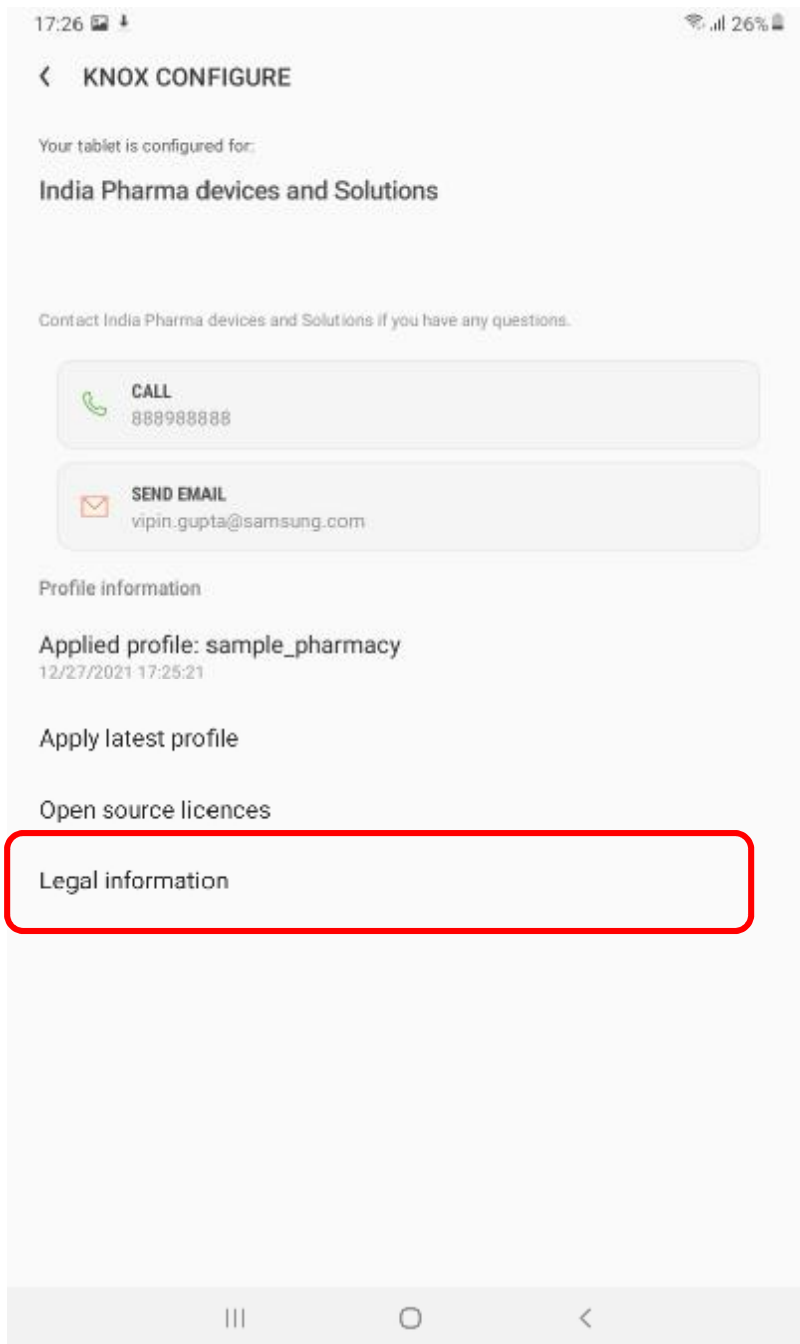 17:26 26%
KNOX CONFIGURE
Your tablet is configured for:
India Pharma devices and Solutions
Contact India Pharma devices and Solutions if you have any questions.
CALL
888988888
SEND EMAIL
vipin.gupta@samsung.com
Profile information
Applied profile: sample_pharmacy
12/27/2021 17:25:21
Apply latest profile
Open source licences
Legal information